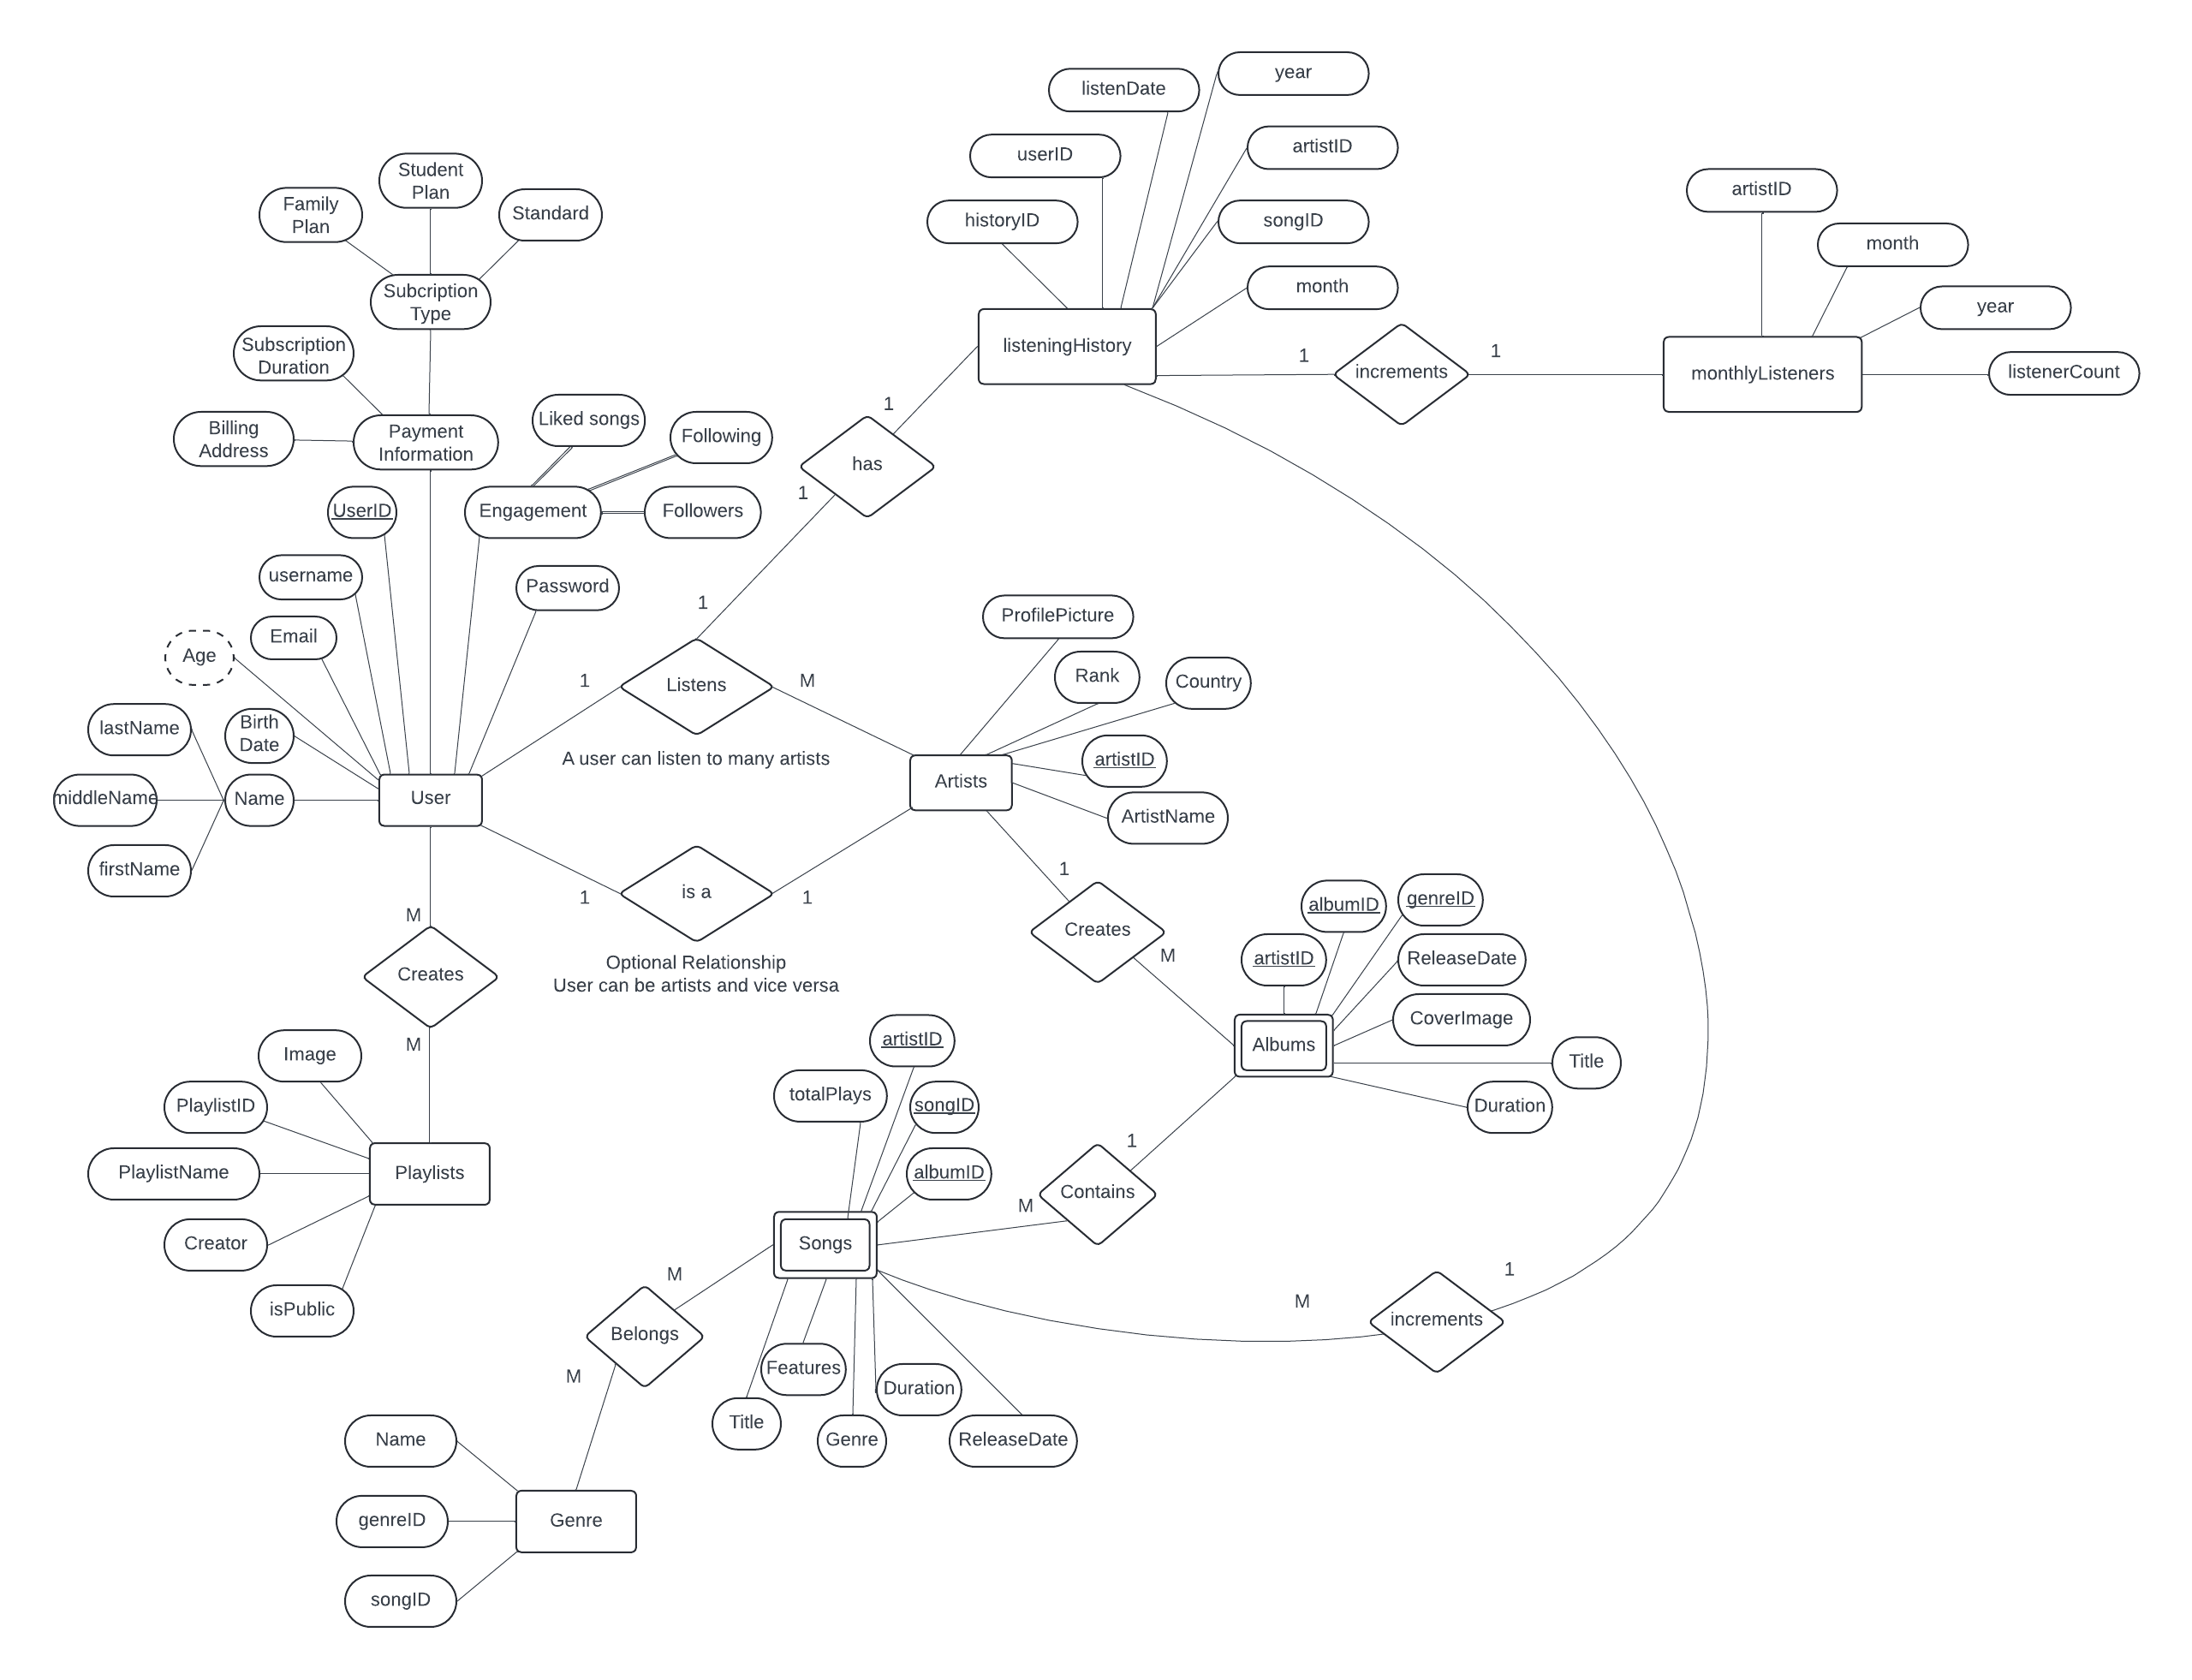 year
listenDate
artistID
userID
Student
Plan
Family
Plan
Standard
historyID
songID
artistID
month
month
year
Subcription
Type
Subscription
Duration
listeningHistory
1
increments
1
monthlyListeners
listenerCount
Billing
Address
Payment
Information
Liked songs
Following
1
has
1
UserID
Engagement
Followers
username
Password
1
ProfilePicture
Email
Age
Rank
Country
1
Listens
M
lastName
Birth
Date
A user can listen to many artists
artistID
middleName
Name
User
Artists
ArtistName
firstName
1
is a
1
1
M
Creates
Optional Relationship
User can be artists and vice versa
Creates
M
albumID
genreID
artistID
ReleaseDate
CoverImage
Albums
Title
Duration
M
Image
PlaylistID
PlaylistName
Playlists
Creator
isPublic
artistID
totalPlays
songID
albumID
1
Contains
M
Songs
M
Belongs
M
1
M
increments
Features
Duration
Title
Genre
ReleaseDate
Name
genreID
Genre
songID